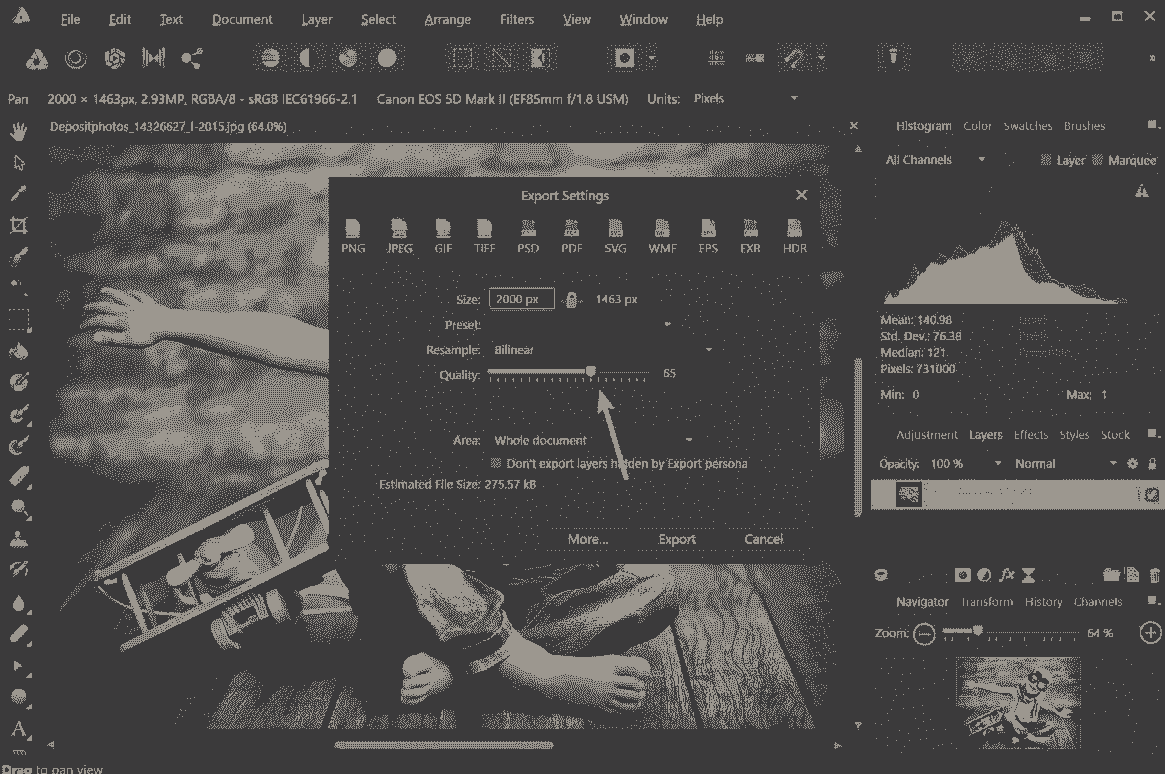 File Edit Text Document Layer Select Arrange Filters View Window Help
Pan 2000 × 1463px, 2.93MP, RGBA/8 - sRGB IEC61966-2.1 Canon EOS 5D Mark II (EF85mm f/1.8 USM) Units: Pixels
Depositphotos_14326627_l-2015.jpg (64.0%)
Histogram Color Swatches Brushes
All Channels Layer Marquee
Export Settings
PNG JPEG GIF TIFF PSD PDF SVG WMF EPS EXR HDR
Size: 2000 px 1463 px
Preset:
Resample: Bilinear
Quality: 65
Area: Whole document
Don't export layers hidden by Export persona
Estimated File Size: 275.57 kB
More... Export Cancel
Mean: 140.98
Std. Dev.: 76.38
Median: 121
Pixels: 731000
Min: 0 Max: 1
Adjustment Layers Effects Styles Stock
Opacity: 100 % Normal
fx
Navigator Transform History Channels
Zoom: 64 %
A
Drag to pan view